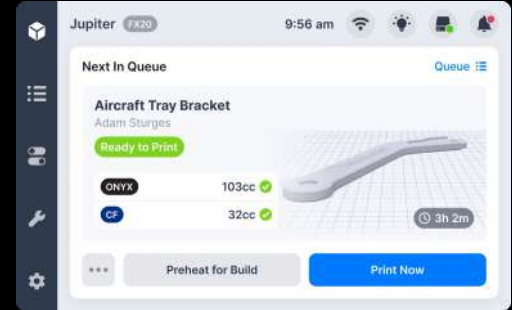 Jupiter FX20 9:56 am
Next In Queue Queue
Aircraft Tray Bracket
Adam Sturges
Ready to Print
ONYX 103cc
CF 32cc
3h 2m
Preheat for Build Print Now